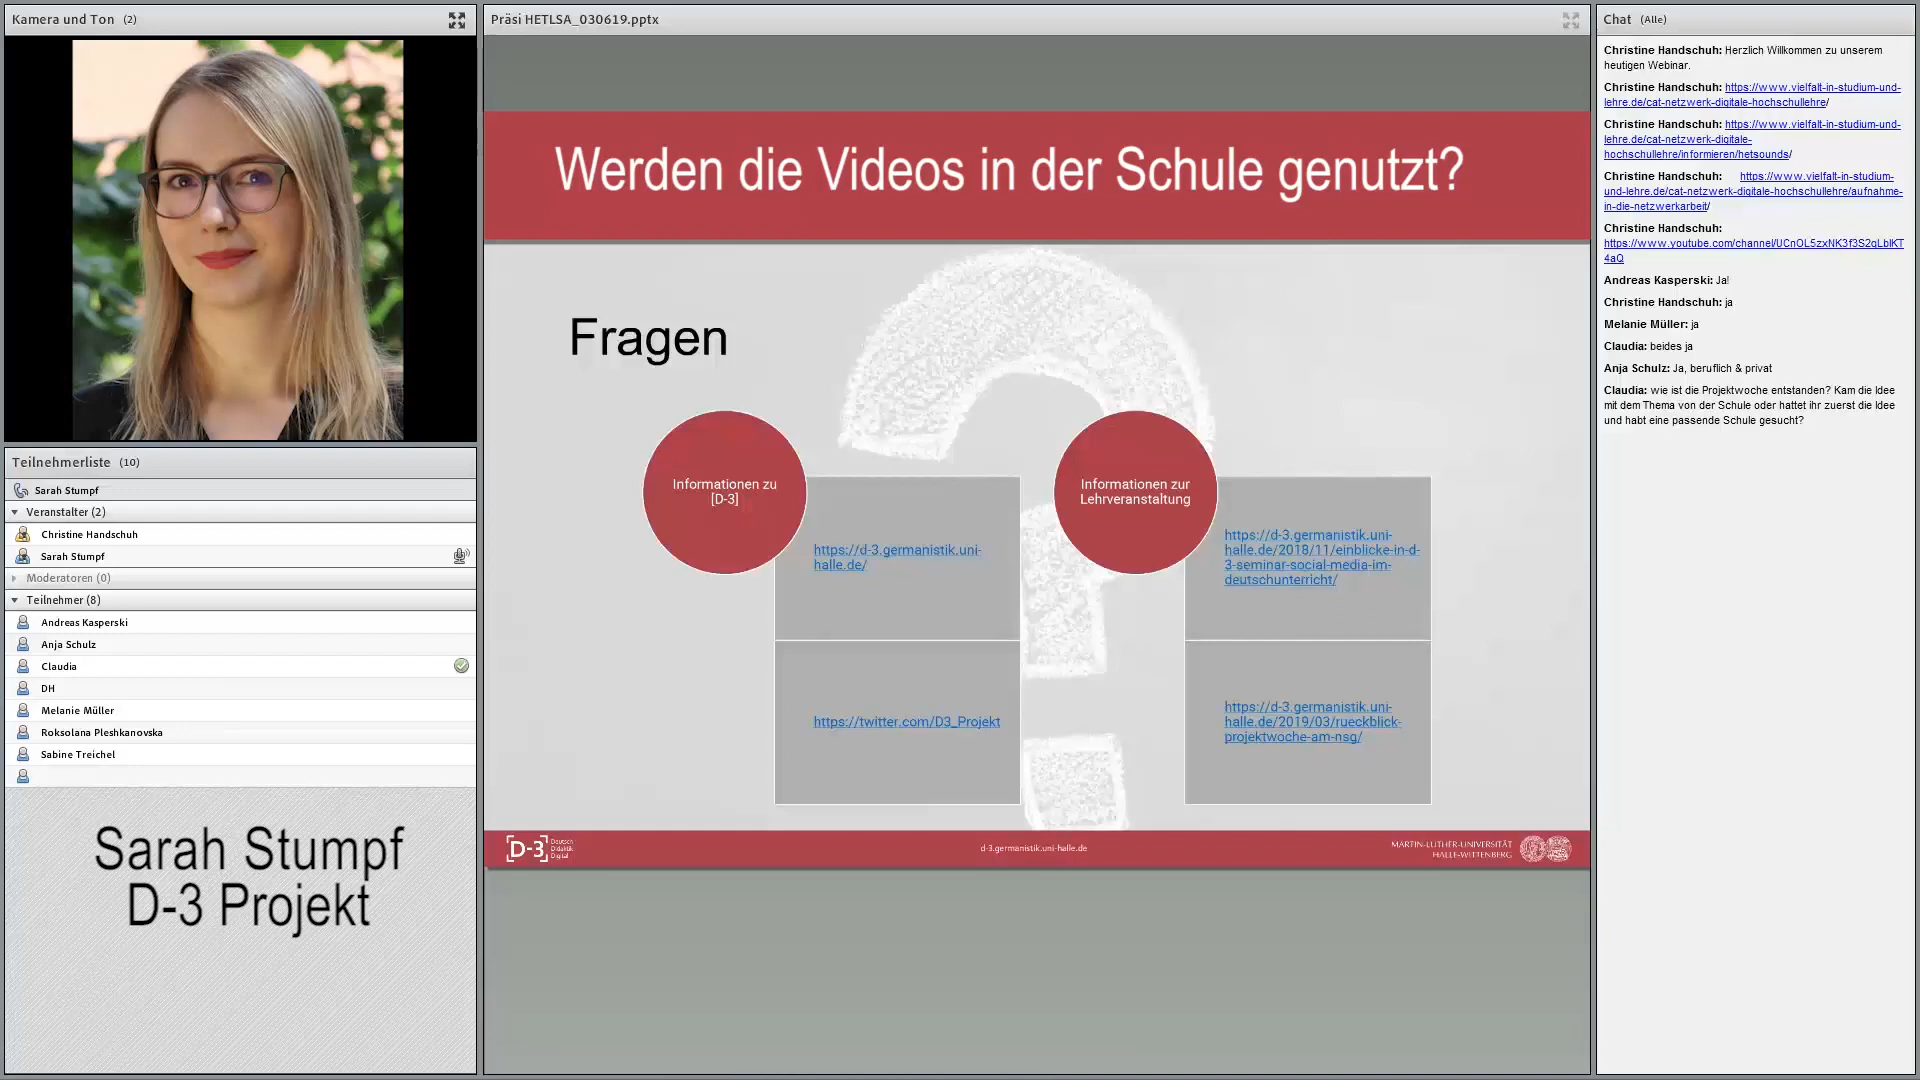 Kamera und Ton (2)
Teilnehmerliste (10)
Sarah Stumpf
Veranstalter (2)
Christine Handschuh
Sarah Stumpf
Moderatoren (0)
Teilnehmer (8)
Andreas Kasperski
Anja Schulz
Claudia
DH
Melanie Müller
Roksolana Pleshkanovska
Sabine Treichel
Sarah Stumpf
D-3 Projekt
Präsi HETLSA_030619.pptx
Werden die Videos in der Schule genutzt?
Fragen
Informationen zu
[D-3]
https://d-3.germanistik.uni-
halle.de/
https://twitter.com/D3_Projekt
Informationen zur
Lehrveranstaltung
https://d-3.germanistik.uni-
halle.de/2018/11/einblicke-in-d-
3-seminar-social-media-im-
deutschunterricht/
https://d-3.germanistik.uni-
halle.de/2019/03/rueckblick-
projektwoche-am-nsg/
[D-3]
Deutsch
Didaktik
Digital
d-3.germanistik.uni-halle.de
MARTIN-LUTHER-UNIVERSITÄT
HALLE-WITTENBERG
Chat (Alle)
Christine Handschuh: Herzlich Willkommen zu unserem
heutigen Webinar.
Christine Handschuh: https://www.vielfalt-in-studium-und-
lehre.de/cat-netzwerk-digitale-hochschullehre/
Christine Handschuh: https://www.vielfalt-in-studium-und-
lehre.de/cat-netzwerk-digitale-
hochschullehre/informieren/hetsounds/
Christine Handschuh: https://www.vielfalt-in-studium-
und-lehre.de/cat-netzwerk-digitale-hochschullehre/aufnahme-
in-die-netzwerkarbeit/
Christine Handschuh:
https://www.youtube.com/channel/UCnOL5zxNK3f3S2qLblKT
4aQ
Andreas Kasperski: Ja!
Christine Handschuh: ja
Melanie Müller: ja
Claudia: beides ja
Anja Schulz: Ja, beruflich & privat
Claudia: wie ist die Projektwoche entstanden? Kam die Idee
mit dem Thema von der Schule oder hattet ihr zuerst die Idee
und habt eine passende Schule gesucht?